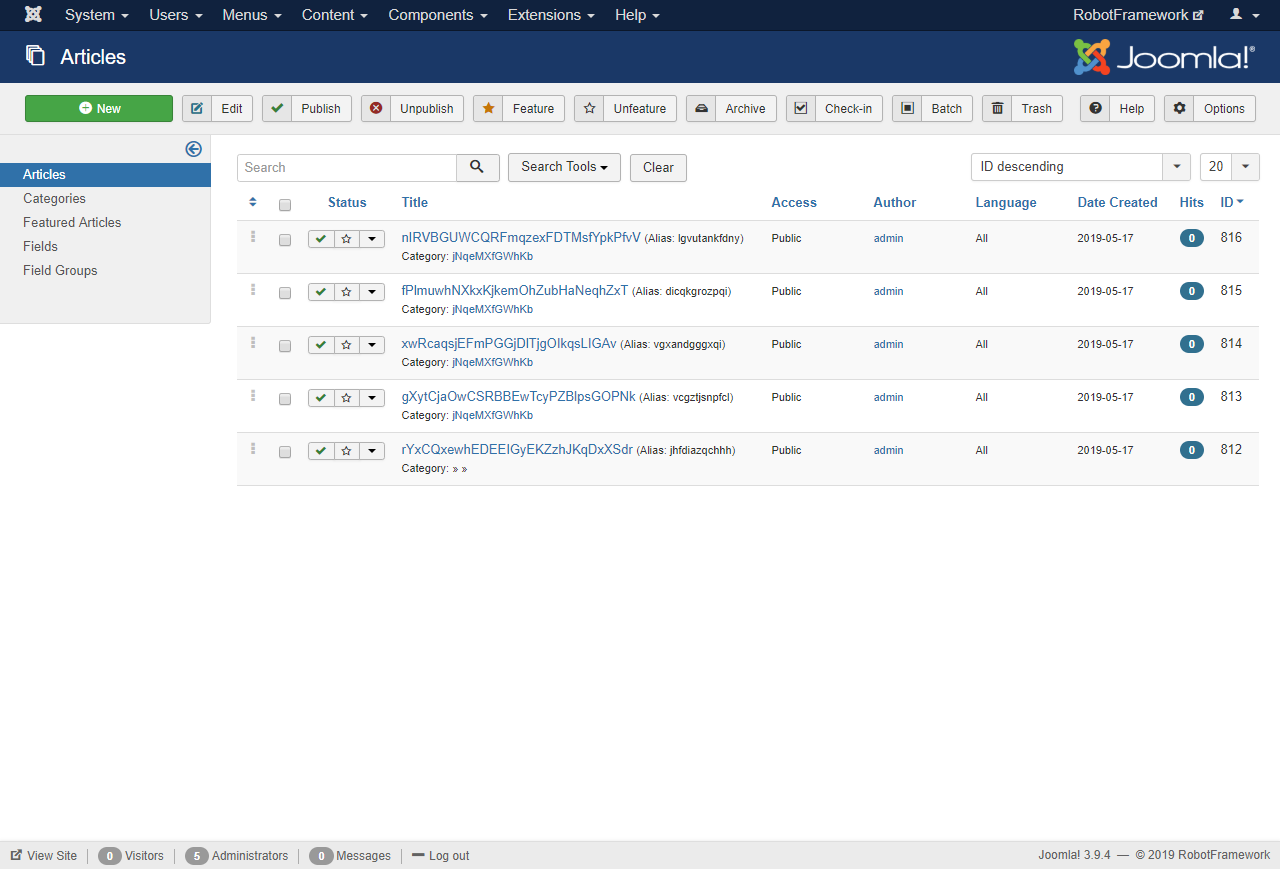 System Users Menus Content Components Extensions Help RobotFramework
Articles Joomla!®
New Edit Publish Unpublish Feature Unfeature Archive Check-in Batch Trash Help Options
Articles
Categories
Featured Articles
Fields
Field Groups
Search Search Tools Clear ID descending 20
Status Title Access Author Language Date Created Hits ID
nIRVBGUWCQRFmqzexFDTMsfYpkPfvV (Alias: lgvutankfdny) Public admin All 2019-05-17 0 816
Category: jNqeMXfGWhKb
fPlmuwhNXkxKjkemOhZubHaNeqhZxT (Alias: dicqkgrozpqi) Public admin All 2019-05-17 0 815
Category: jNqeMXfGWhKb
xwRcaqsjEFmPGGjDlTjgOIkqsLIGAv (Alias: vgxandgggxqi) Public admin All 2019-05-17 0 814
Category: jNqeMXfGWhKb
gXytCjaOwCSRBBEwTcyPZBlpsGOPNk (Alias: vcgztjsnpfcl) Public admin All 2019-05-17 0 813
Category: jNqeMXfGWhKb
rYxCQxewhEDEEIGyEKZzhJKqDxXSdr (Alias: jhfdiazqchhh) Public admin All 2019-05-17 0 812
Category: » »
View Site 0 Visitors 5 Administrators 0 Messages Log out Joomla! 3.9.4 — © 2019 RobotFramework